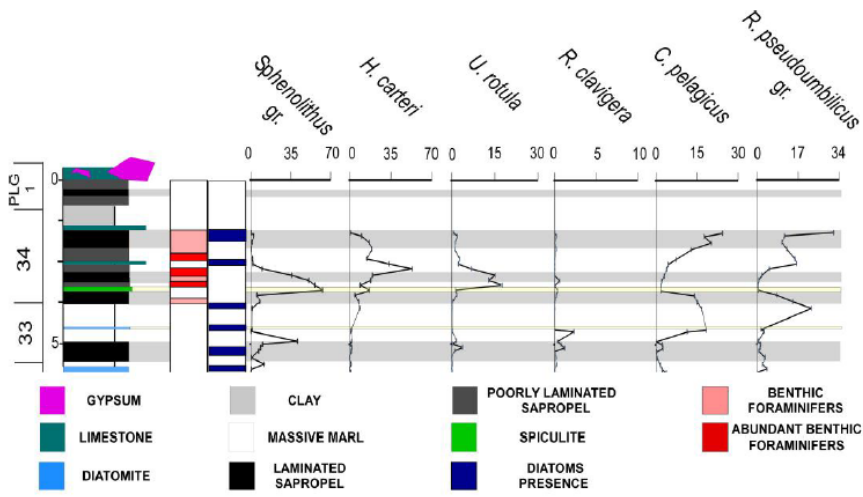 Sphenolithus gr.
H. carteri
U. rotula
R. clavigera
C. pelagicus
R. pseudoumbilicus gr.
0 35 70 0 35 70 0 15 30 0 5 10 0 15 30 0 17 34
PLG 1
34
33
0
5
GYPSUM
CLAY
POORLY LAMINATED SAPROPEL
BENTHIC FORAMINIFERS
LIMESTONE
MASSIVE MARL
SPICULITE
ABUNDANT BENTHIC FORAMINIFERS
DIATOMITE
LAMINATED SAPROPEL
DIATOMS PRESENCE